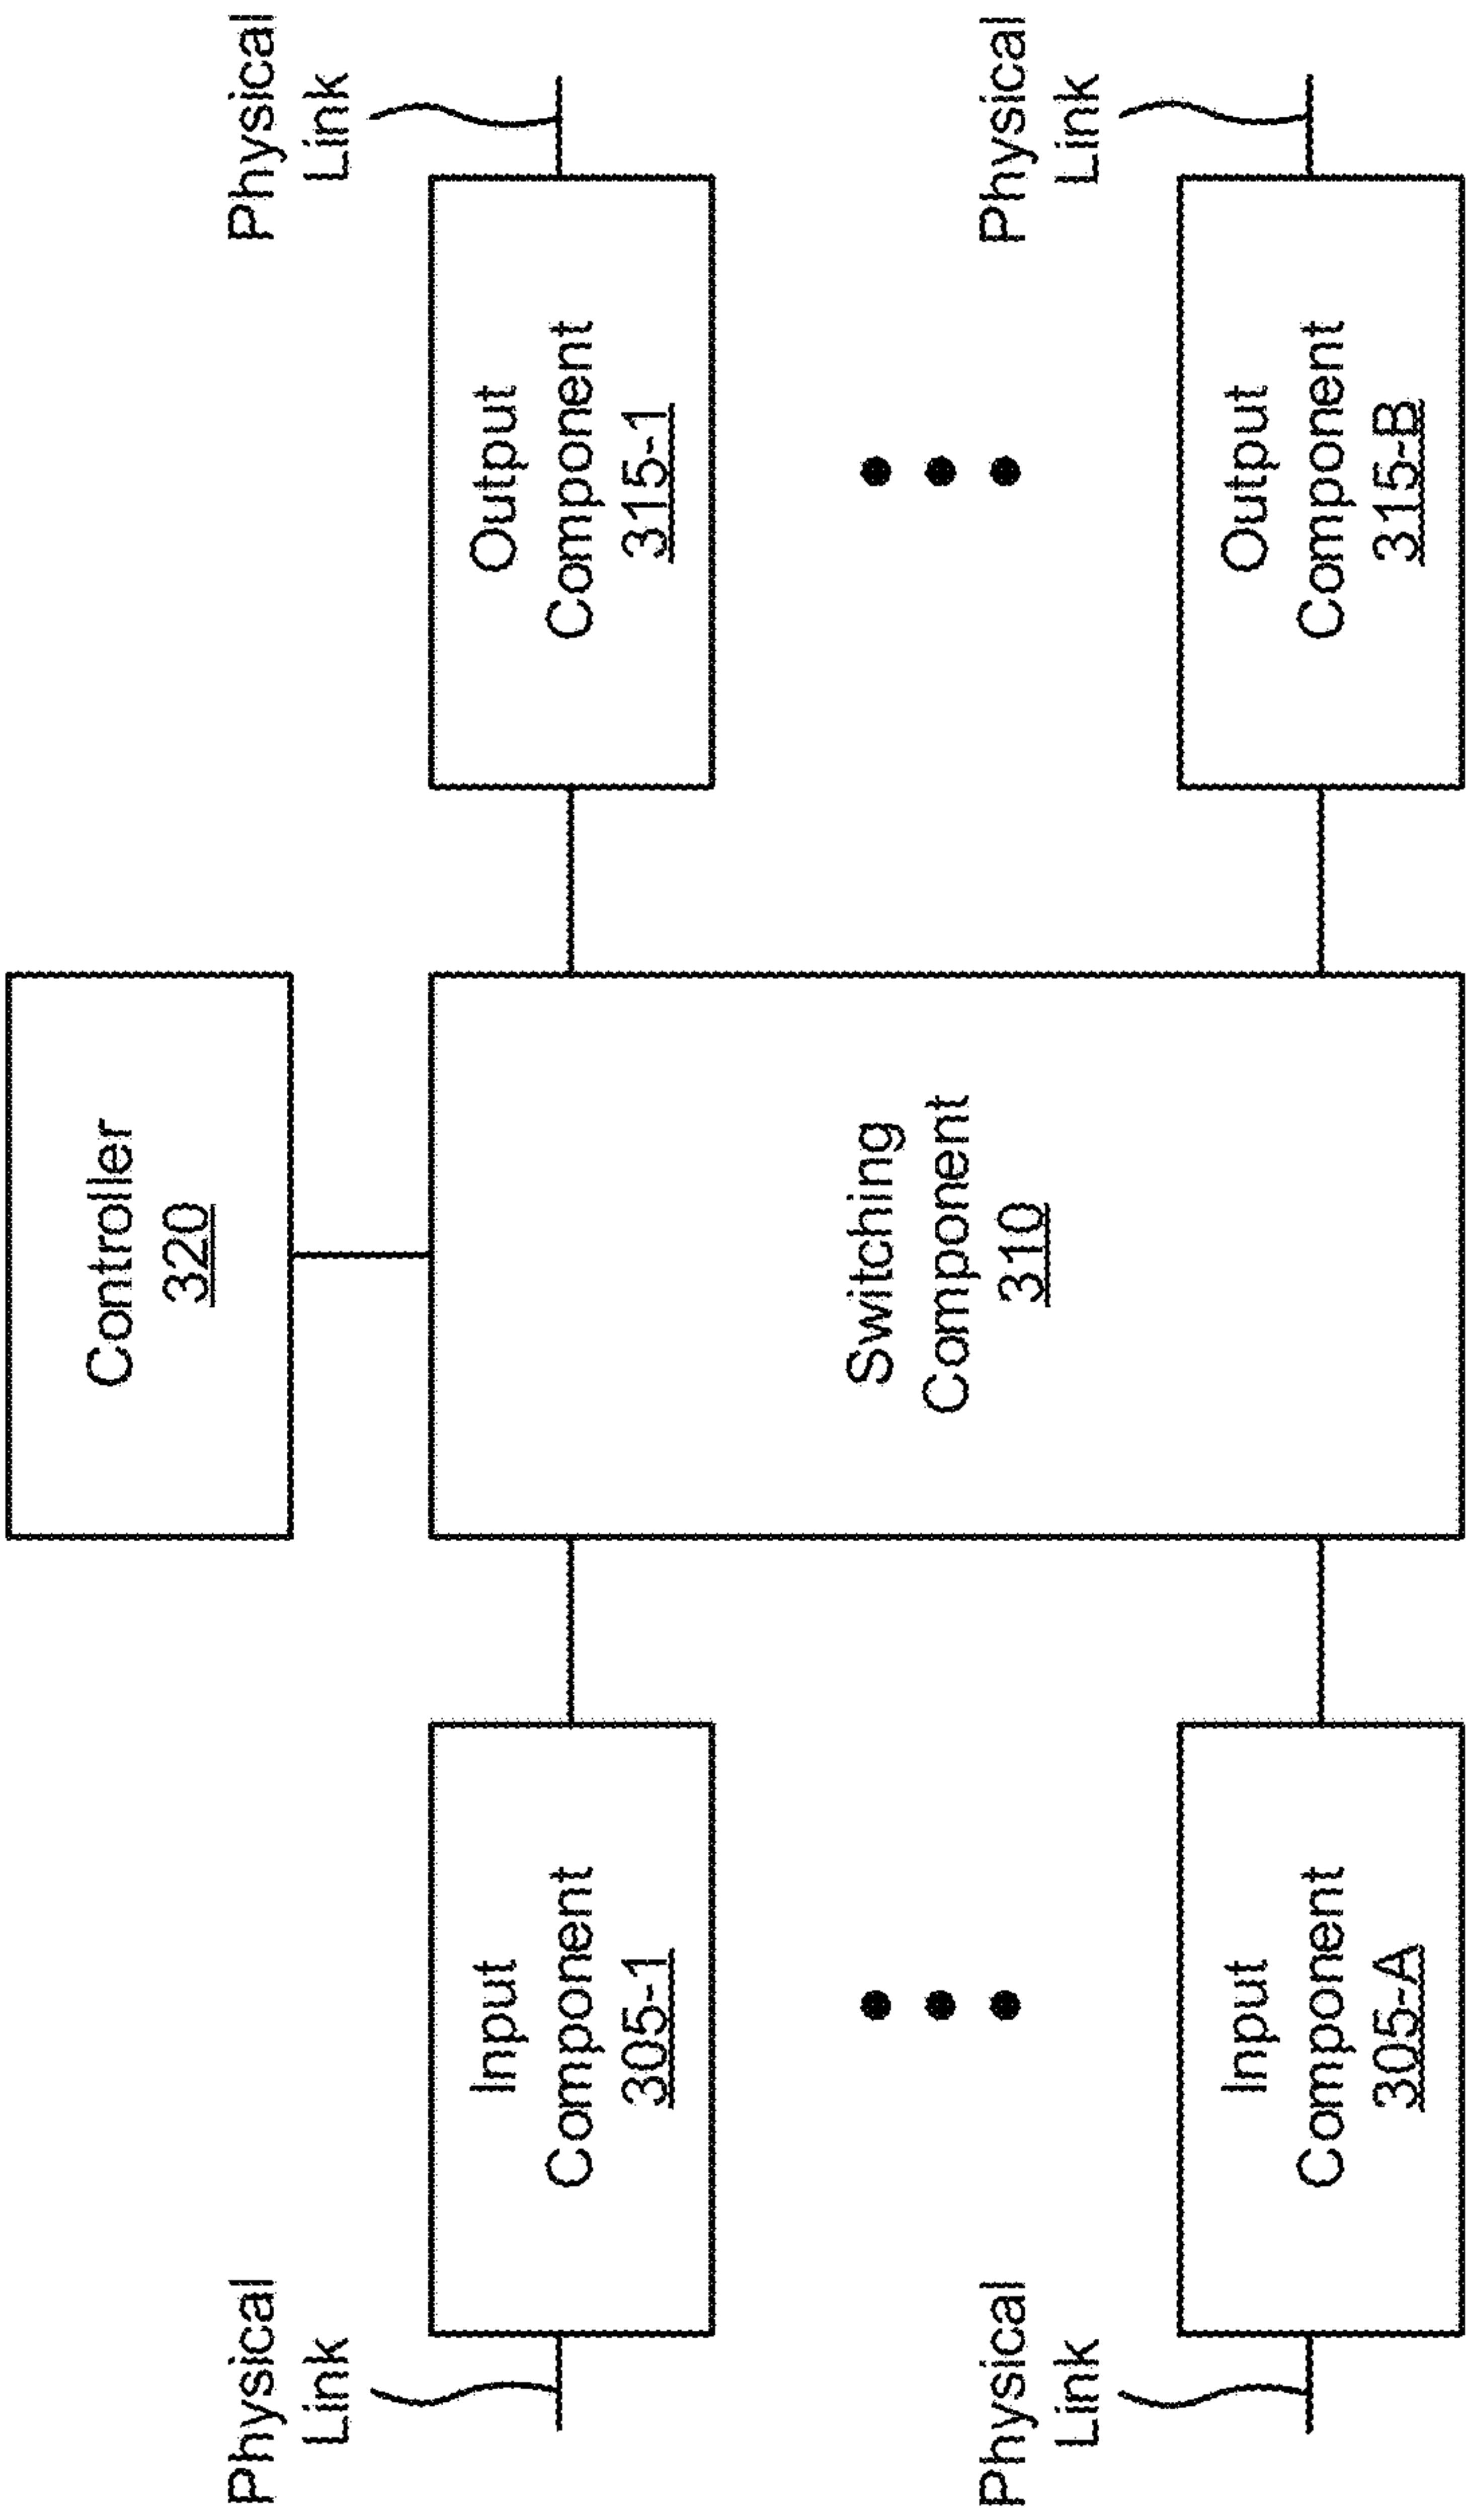 Controller
320
Physical
Link
Input
Component
305-1
Physical
Link
Input
Component
305-A
Switching
Component
310
Physical
Link
Output
Component
315-1
Physical
Link
Output
Component
315-B